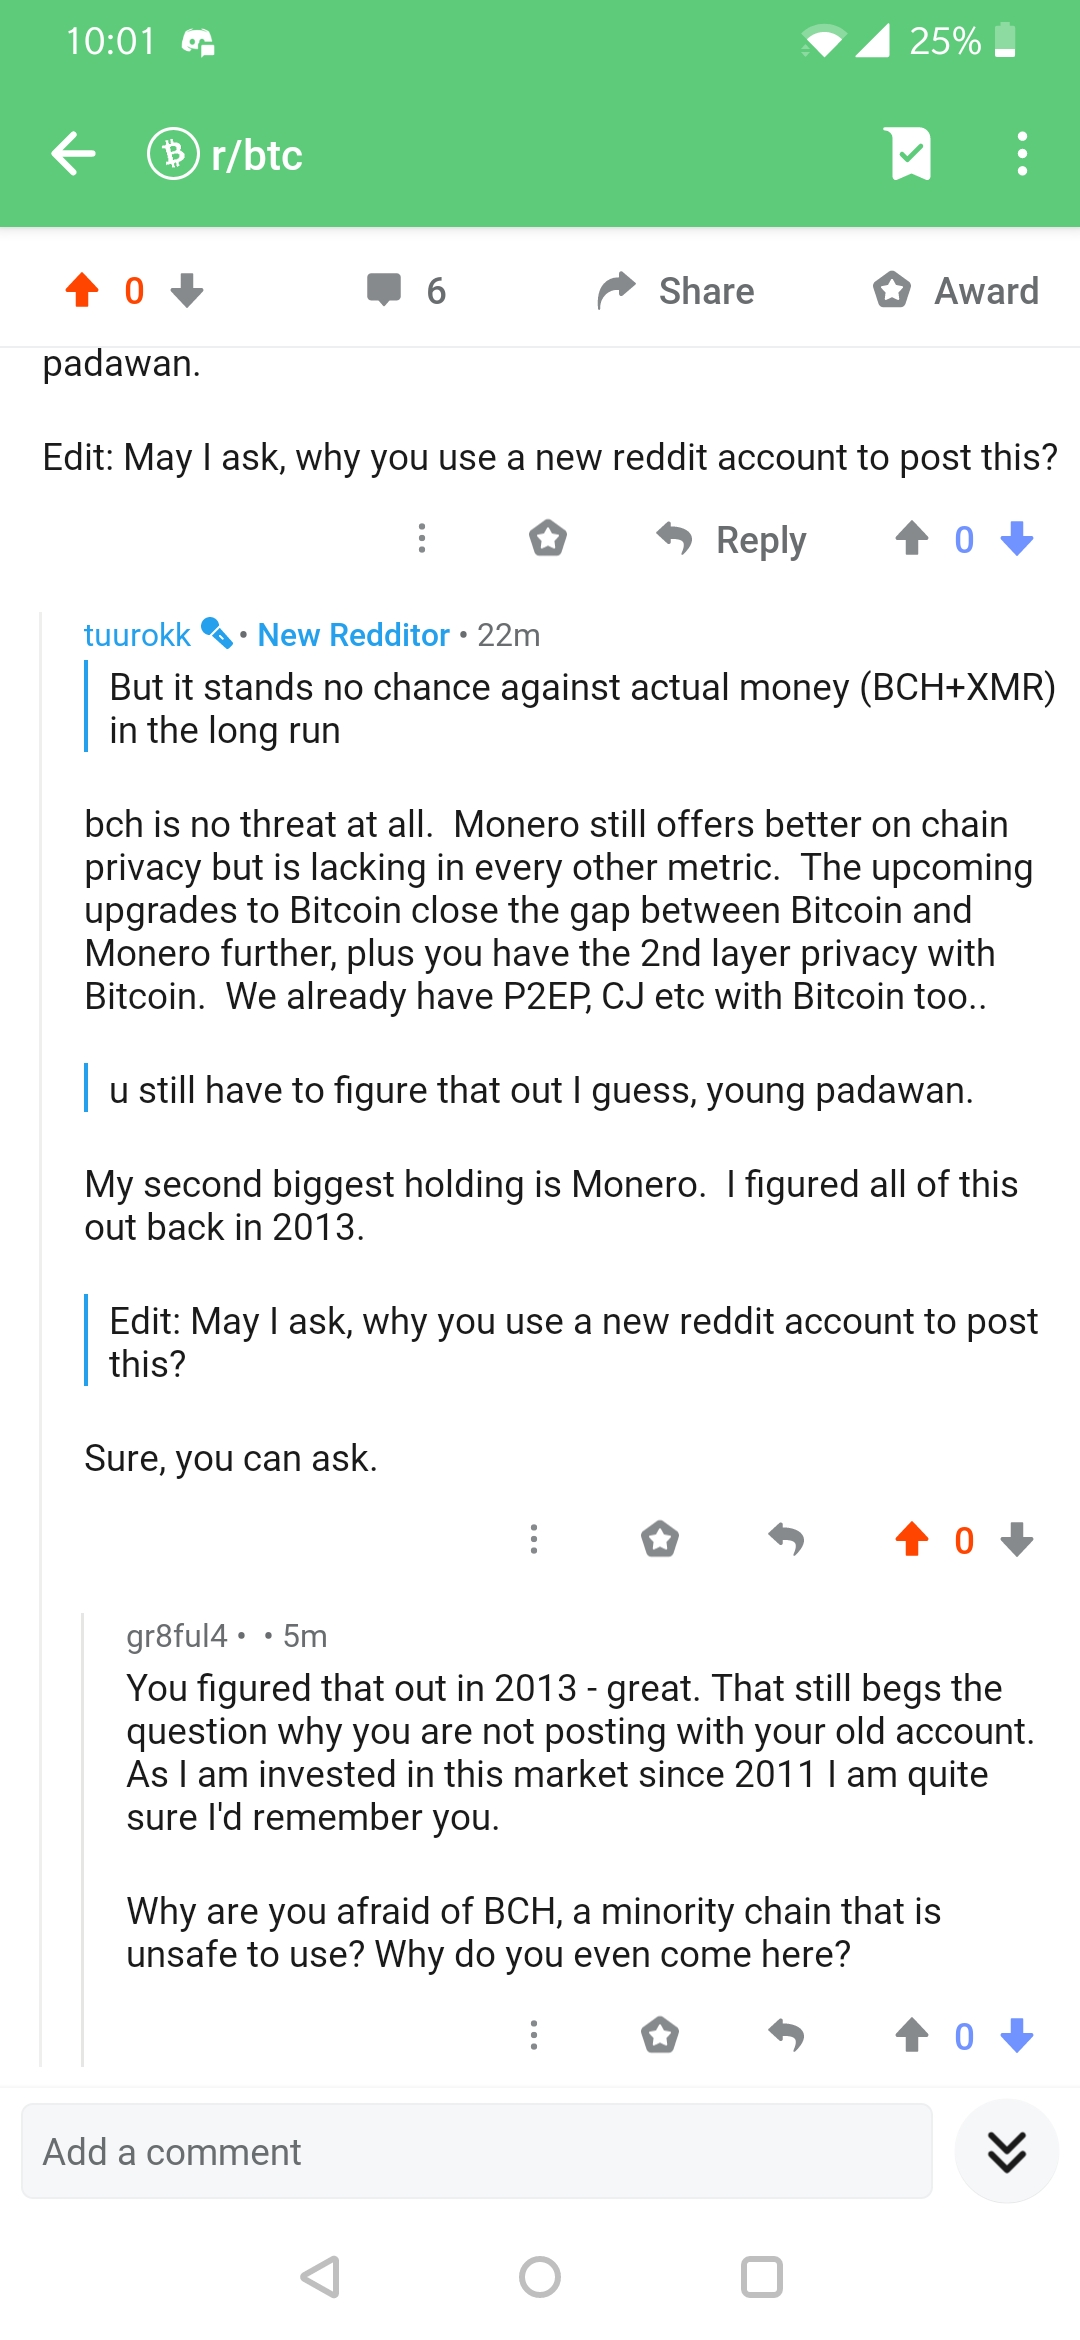 10:01
25%
r/btc
0
6
Share
Award
padawan.
Edit: May I ask, why you use a new reddit account to post this?
Reply
0
tuurokk • New Redditor • 22m
But it stands no chance against actual money (BCH+XMR)
in the long run
bch is no threat at all.  Monero still offers better on chain
privacy but is lacking in every other metric.  The upcoming
upgrades to Bitcoin close the gap between Bitcoin and
Monero further, plus you have the 2nd layer privacy with
Bitcoin.  We already have P2EP, CJ etc with Bitcoin too..
u still have to figure that out I guess, young padawan.
My second biggest holding is Monero.  I figured all of this
out back in 2013.
Edit: May I ask, why you use a new reddit account to post
this?
Sure, you can ask.
0
gr8ful4 • • 5m
You figured that out in 2013 - great. That still begs the
question why you are not posting with your old account.
As I am invested in this market since 2011 I am quite
sure I'd remember you.
Why are you afraid of BCH, a minority chain that is
unsafe to use? Why do you even come here?
0
Add a comment